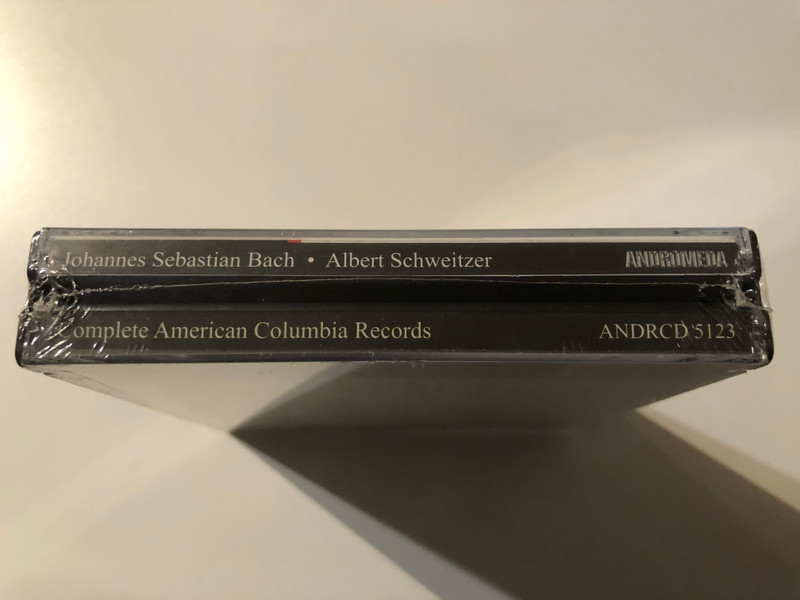 Johannes Sebastian Bach • Albert Schweitzer ANDROMEDA
Complete American Columbia Records ANDRCD 5123